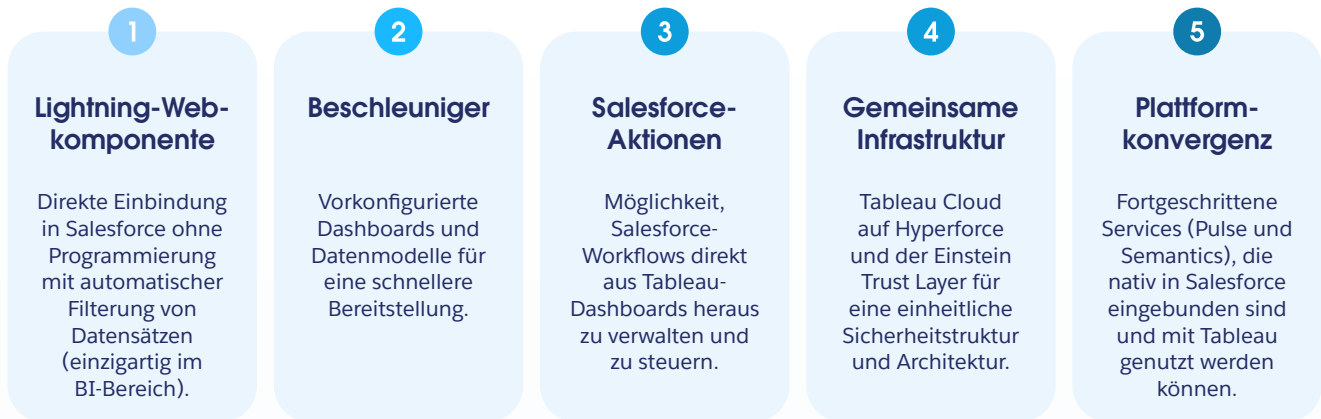 1
Lightning-Web-
komponente
Direkte Einbindung
in Salesforce ohne
Programmierung
mit automatischer
Filterung von
Datensätzen
(einzigartig im
BI-Bereich).
2
Beschleuniger
Vorkonfigurierte
Dashboards und
Datenmodelle für
eine schnellere
Bereitstellung.
3
Salesforce-
Aktionen
Möglichkeit,
Salesforce-
Workflows direkt
aus Tableau-
Dashboards heraus
zu verwalten und
zu steuern.
4
Gemeinsame
Infrastruktur
Tableau Cloud
auf Hyperforce
und der Einstein
Trust Layer für
eine einheitliche
Sicherheitstruktur
und Architektur.
5
Plattform-
konvergenz
Fortgeschrittene
Services (Pulse und
Semantics), die
nativ in Salesforce
eingebunden sind
und mit Tableau
genutzt werden
können.